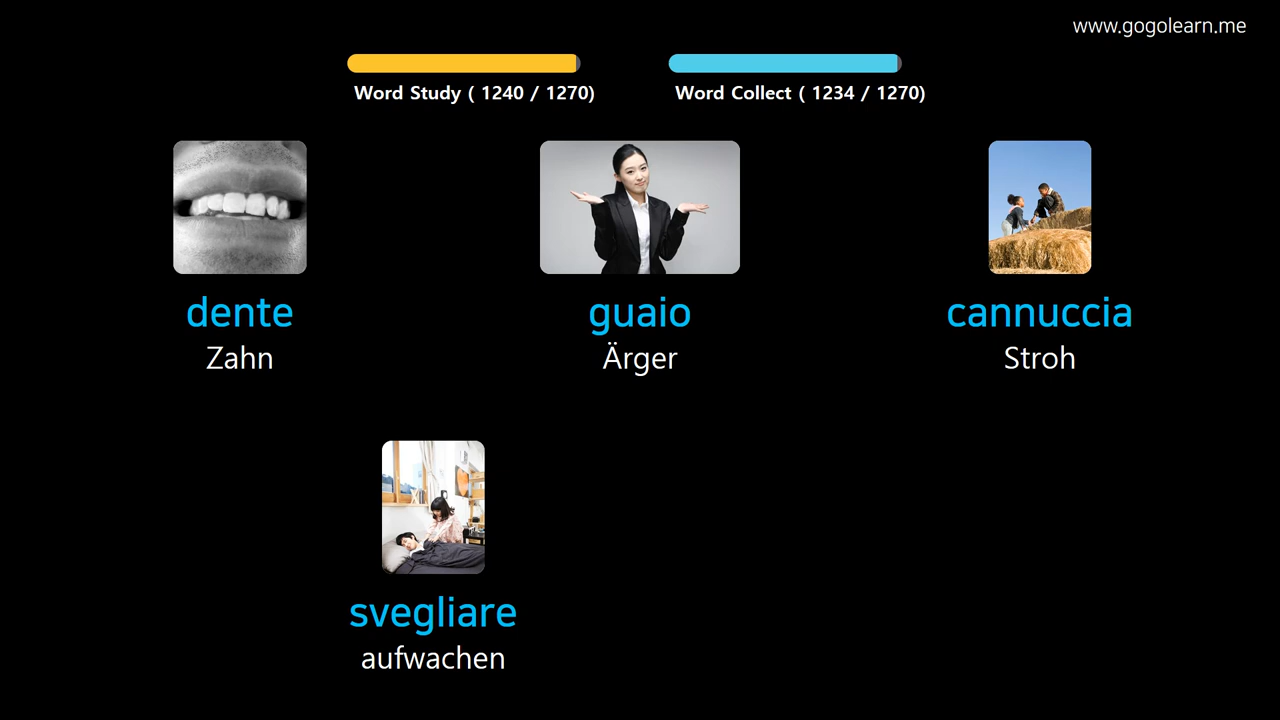 www.gogolearn.me
Word Study ( 1240 / 1270)
Word Collect ( 1234 / 1270)
dente
Zahn
guaio
Ärger
cannuccia
Stroh
svegliare
aufwachen